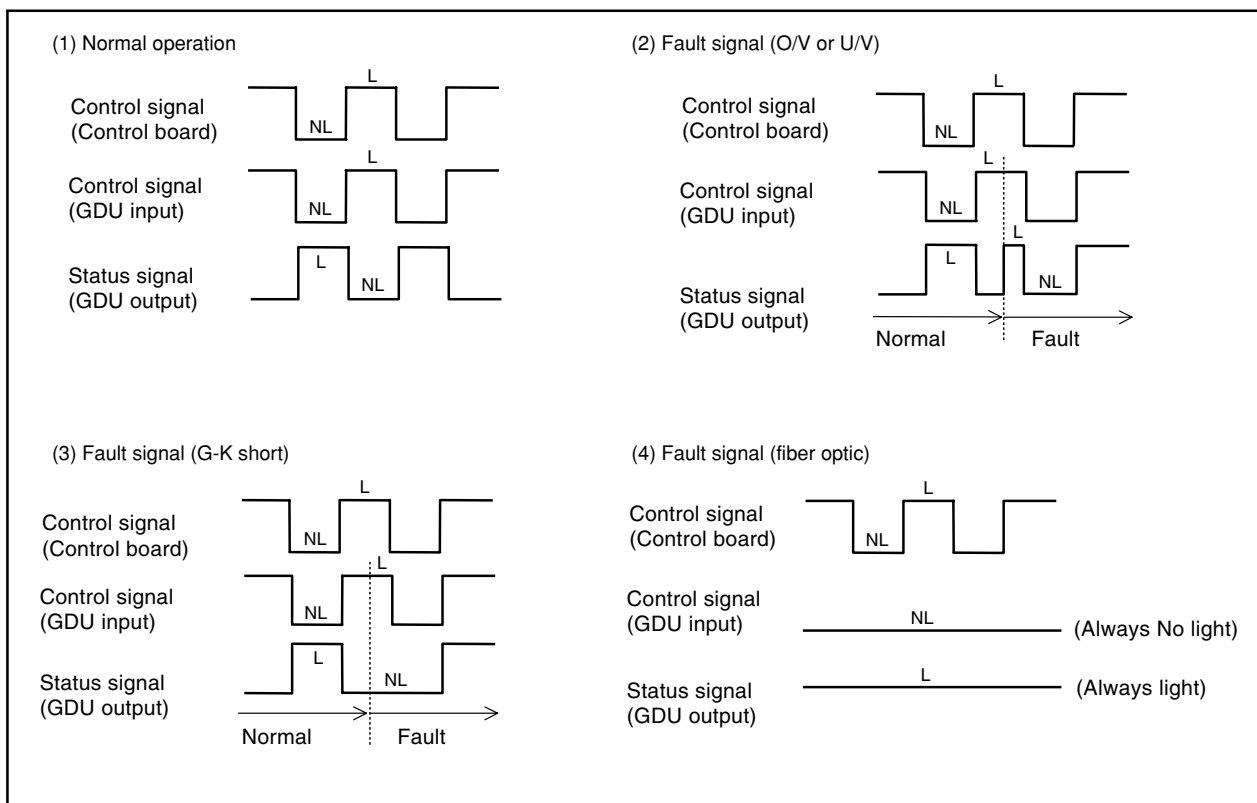 (1) Normal operation
L
Control signal
(Control board)
NL
L
Control signal
(GDU input)
NL
Status signal
(GDU output)
L
NL
(2) Fault signal (O/V or U/V)
L
Control signal
(Control board)
NL
L
Control signal
(GDU input)
NL
L
Status signal
(GDU output)
L
NL
Normal
Fault
(3) Fault signal (G-K short)
L
Control signal
(Control board)
NL
L
Control signal
(GDU input)
NL
Status signal
(GDU output)
L
NL
Normal
Fault
(4) Fault signal (fiber optic)
L
Control signal
(Control board)
NL
Control signal
(GDU input)
NL
(Always No light)
Status signal
(GDU output)
L
(Always light)